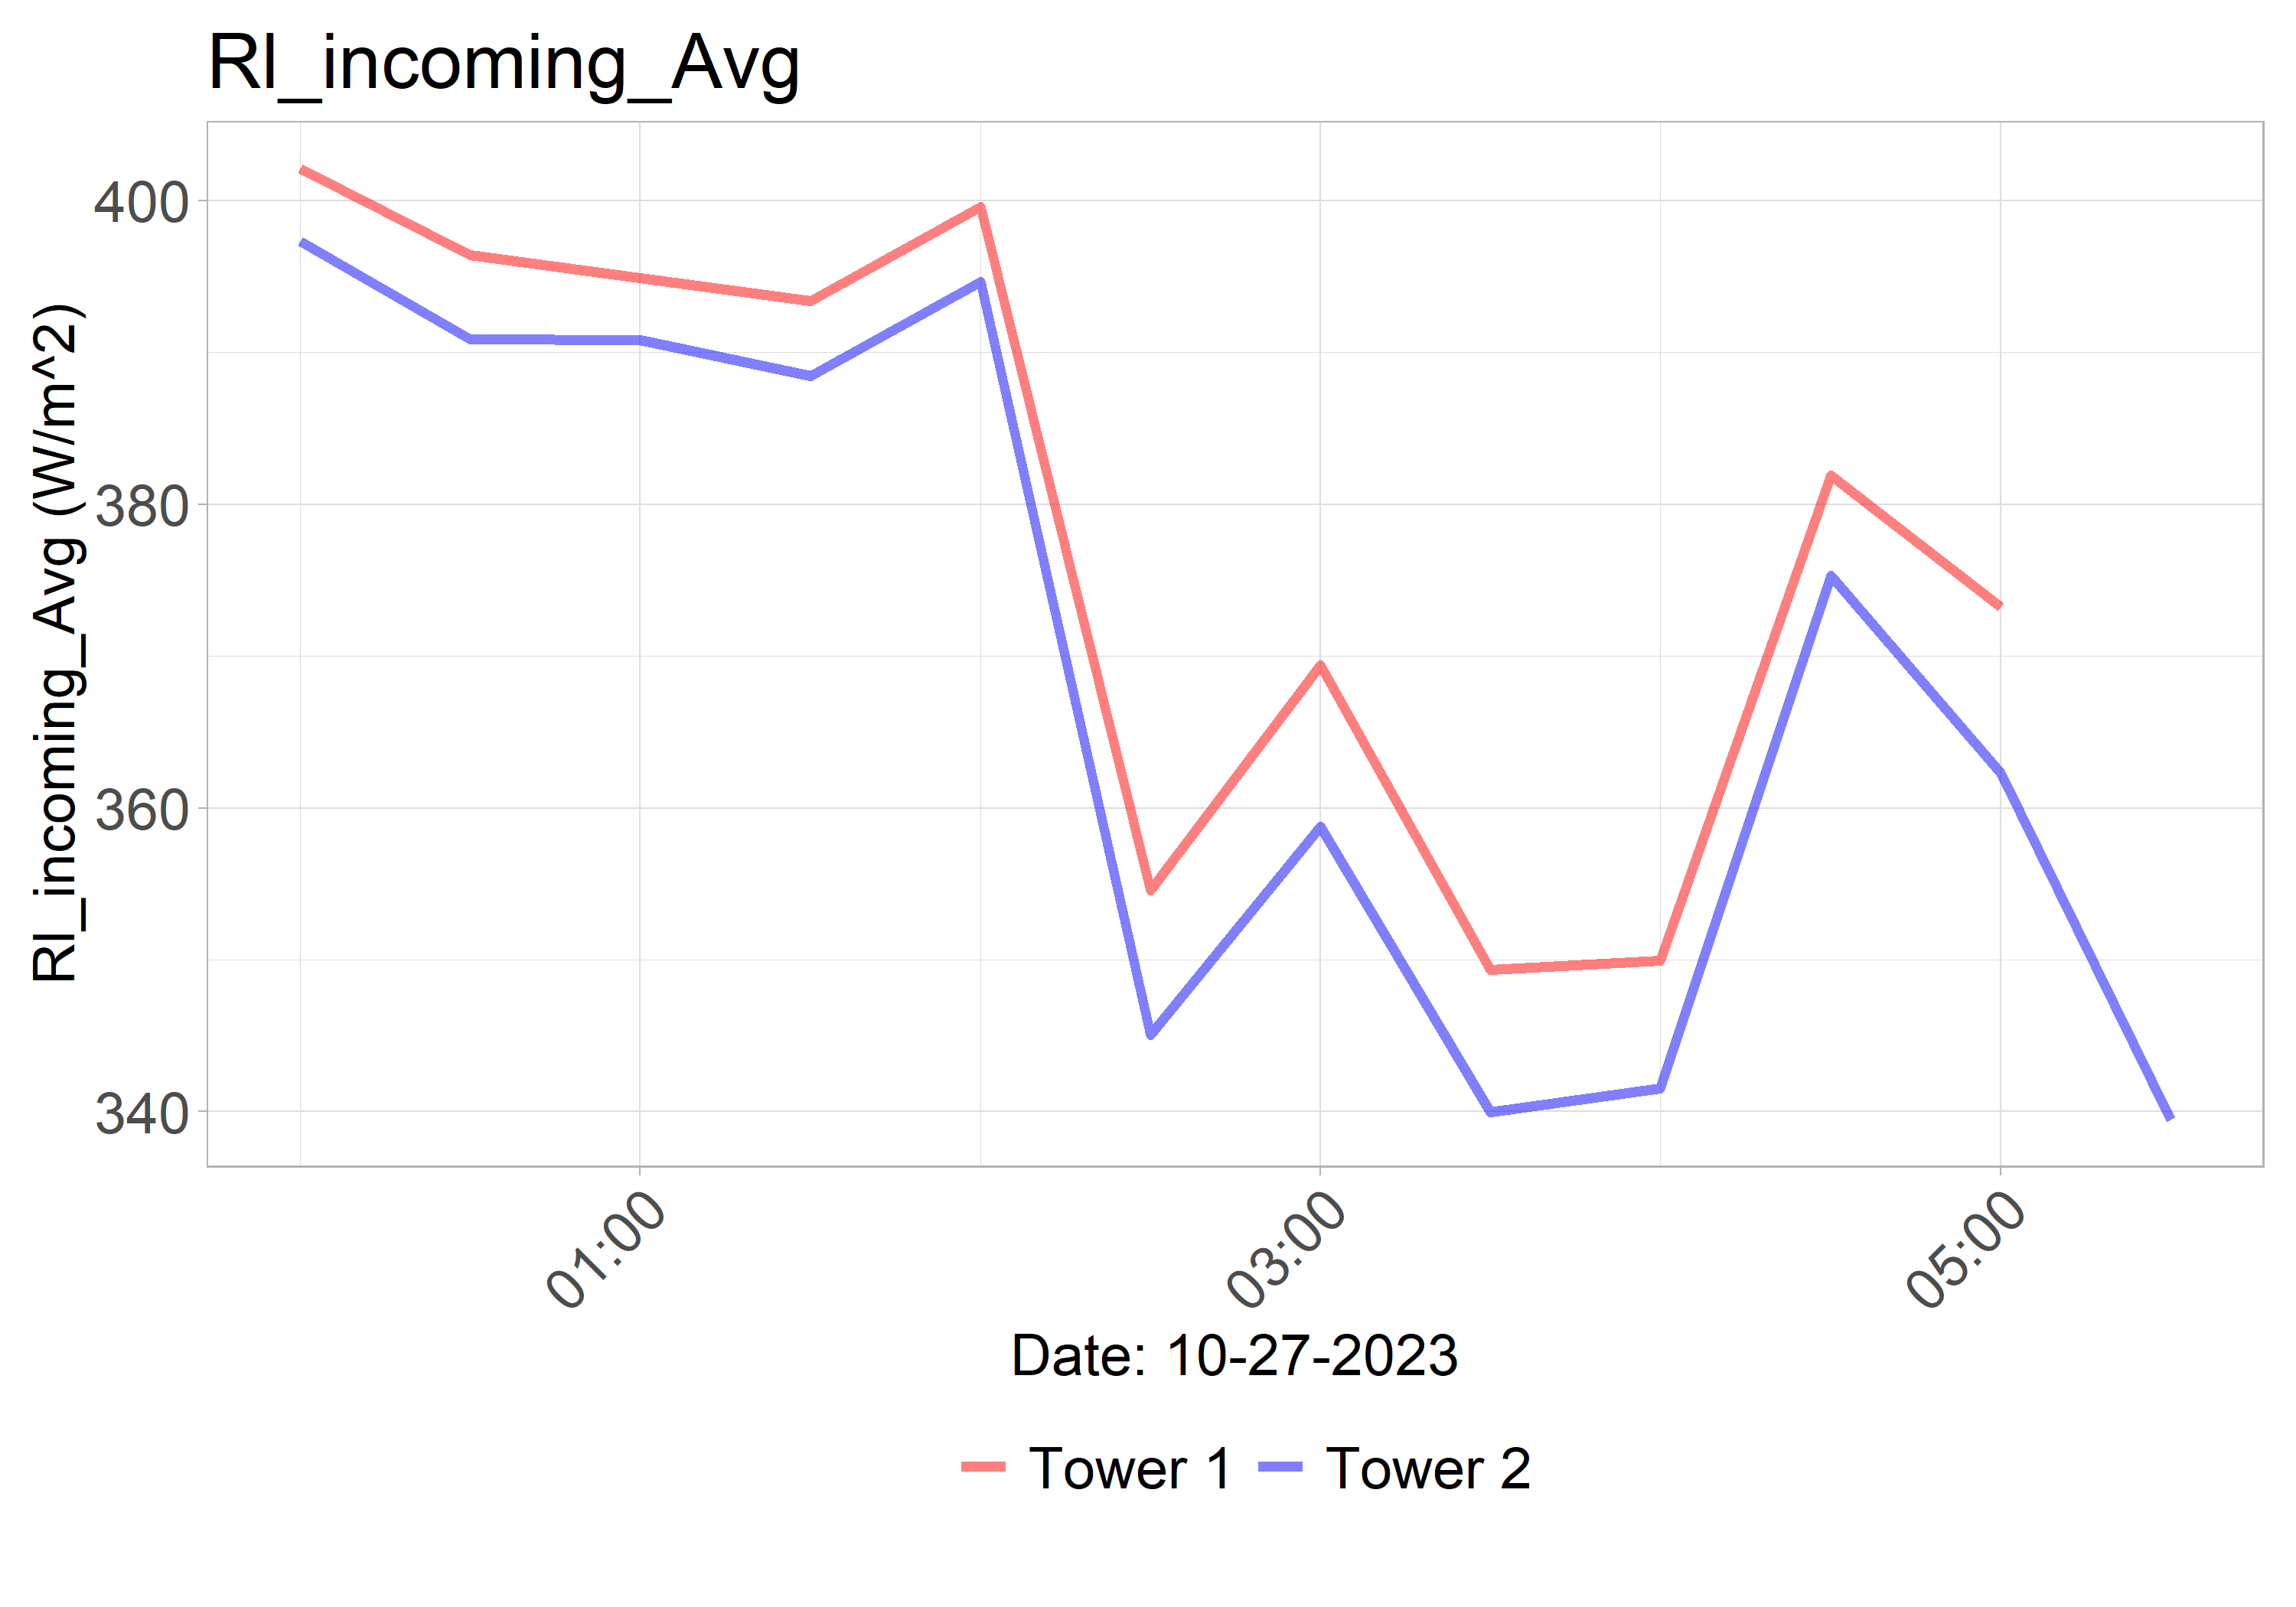 Rl_incoming_Avg
Rl_incoming_Avg (W/m^2)
400
380
360
340
01:00
03:00
05:00
Date: 10-27-2023
Tower 1
Tower 2